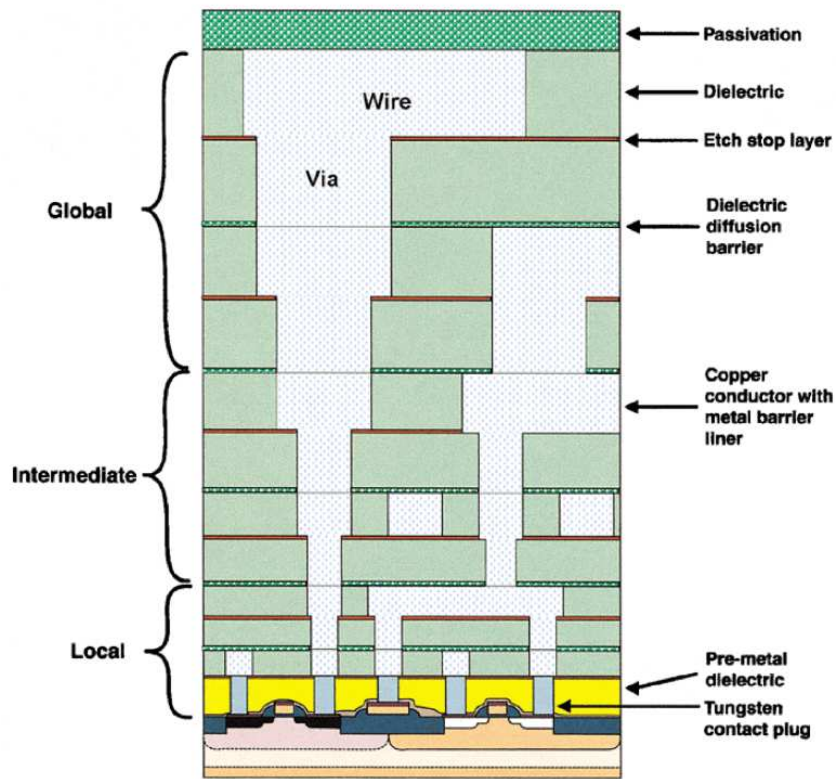 Passivation
Wire
Dielectric
Etch stop layer
Via
Global
Dielectric
diffusion
barrier
Copper
conductor with
metal barrier
liner
Intermediate
Local
Pre-metal
dielectric
Tungsten
contact plug